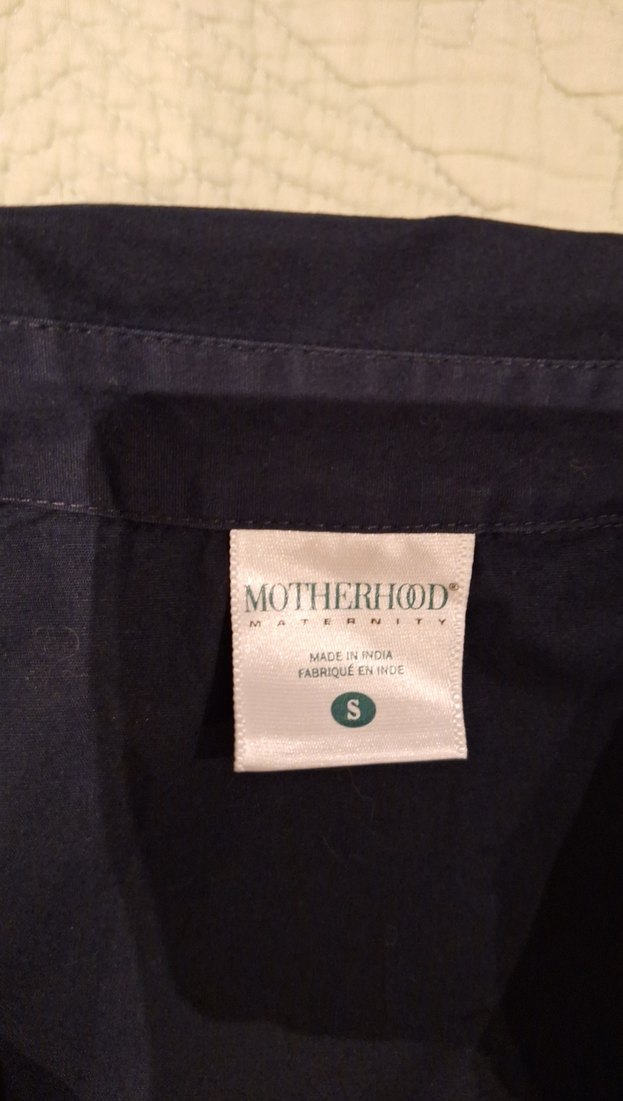 MOTHERHOOD®
MATERNITY
MADE IN INDIA
FABRIQUÉ EN INDE
S